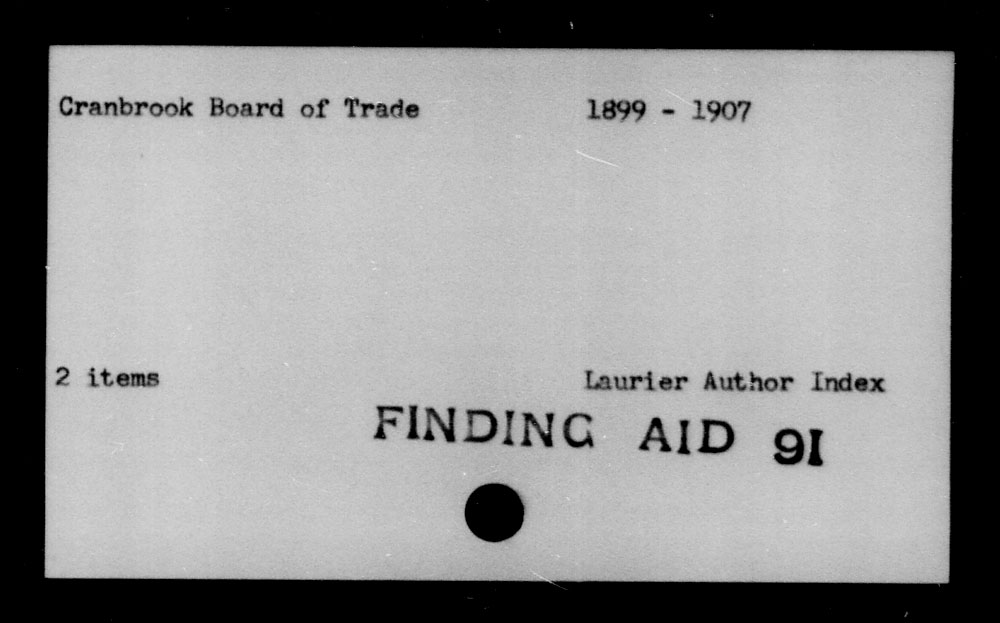 Cranbrook Board of Trade 1899 - 1907
2 items Laurier Author Index
FINDING AID 91